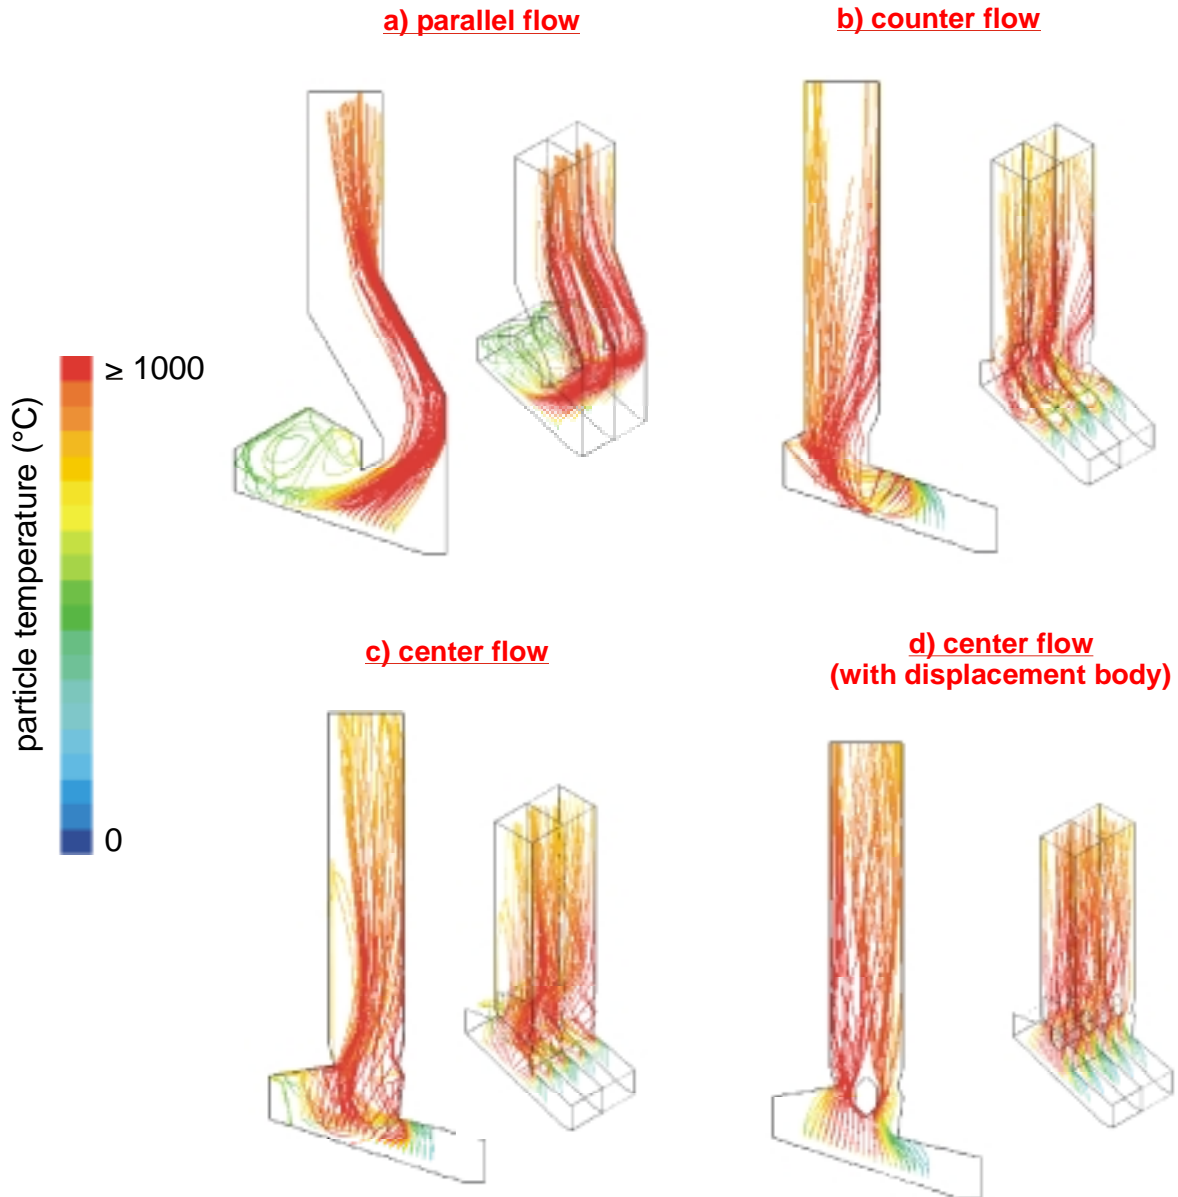 a) parallel flow
b) counter flow
particle temperature (°C)
≥ 1000
0
c) center flow
d) center flow
(with displacement body)